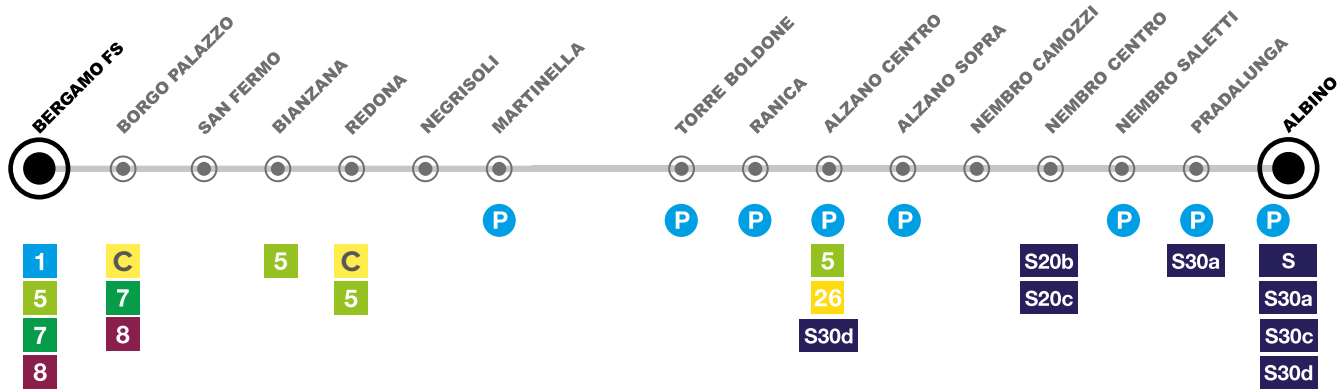 BERGAMO FS
BORGO PALAZZO
SAN FERMO
BIANZANA
REDONA
NEGRISOLI
MARTINELLA
TORRE BOLDONE
RANICA
ALZANO CENTRO
ALZANO SOPRA
NEMBRO CAMOZZI
NEMBRO CENTRO
NEMBRO SALETTI
PRADALUNGA
ALBINO
P P P P P P P P
1 C 5 C 5 S20b S30a S
5 7 5 26 S20c S30a
7 8 S30d S30c
8 S30d